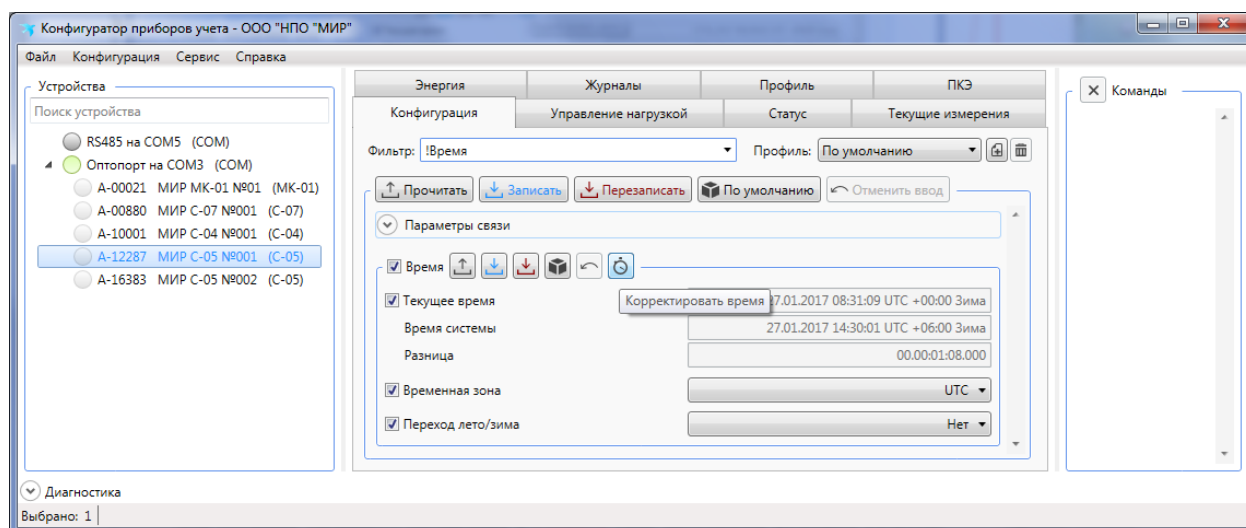 Конфигуратор приборов учета - ООО "НПО "МИР"
Файл Конфигурация Сервис Справка
Устройства
Поиск устройства
RS485 на COM5 (COM)
Оптопорт на COM3 (COM)
А-00021 МИР МК-01 №01 (МК-01)
А-00880 МИР С-07 №001 (С-07)
А-10001 МИР С-04 №001 (С-04)
А-12287 МИР С-05 №001 (С-05)
А-16383 МИР С-05 №002 (С-05)
Энергия Журналы Профиль ПКЭ
Конфигурация Управление нагрузкой Статус Текущие измерения
Фильтр: !Время Профиль: По умолчанию
Прочитать Записать Перезаписать По умолчанию Отменить ввод
Параметры связи
Время
Текущее время 7.01.2017 08:31:09 UTC +00:00 Зима
Корректировать время
Время системы 27.01.2017 14:30:01 UTC +06:00 Зима
Разница 00.00:01:08.000
Временная зона UTC
Переход лето/зима Нет
Команды
Диагностика
Выбрано: 1